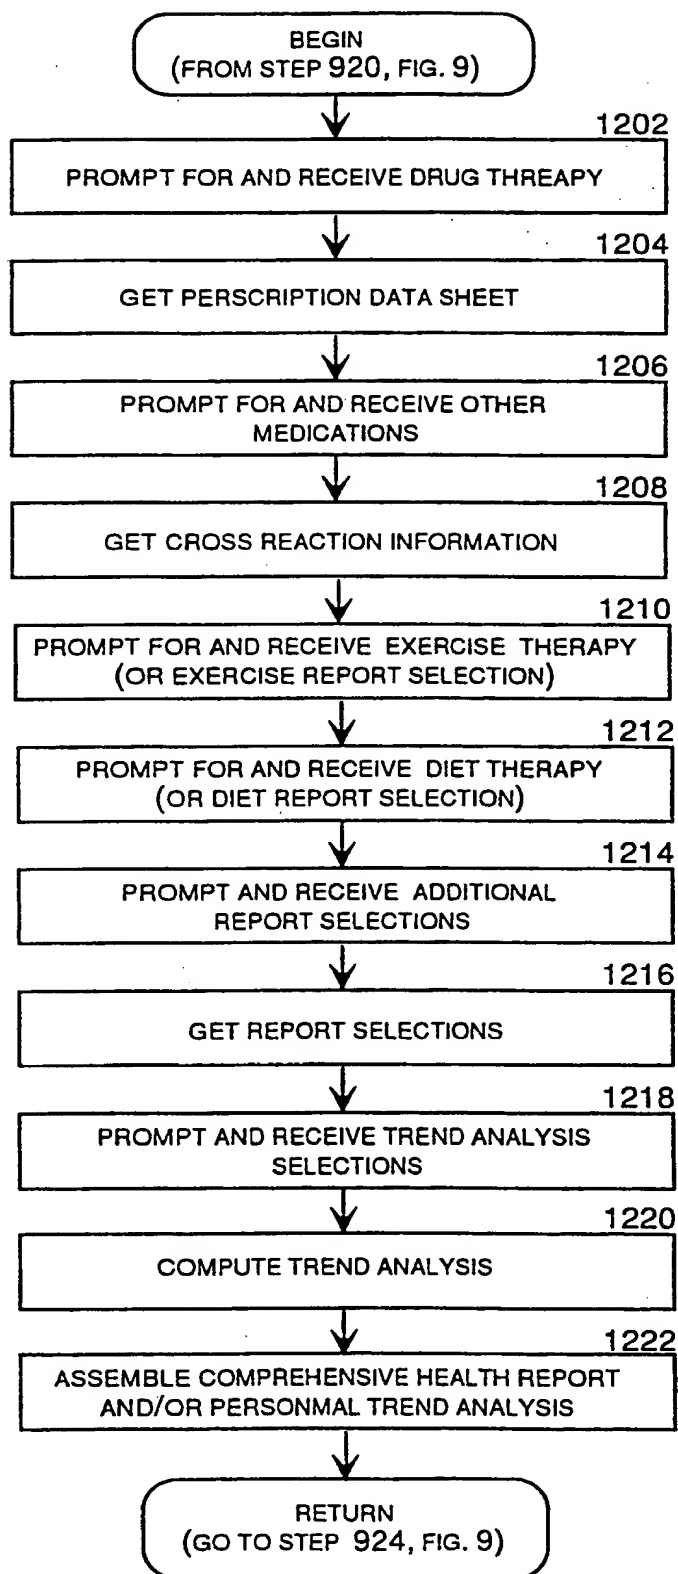 BEGIN
(FROM STEP 920, FIG. 9)
1202
PROMPT FOR AND RECEIVE DRUG THREAPY
1204
GET PERSCRIPTION DATA SHEET
1206
PROMPT FOR AND RECEIVE OTHER
MEDICATIONS
1208
GET CROSS REACTION INFORMATION
1210
PROMPT FOR AND RECEIVE EXERCISE THERAPY
(OR EXERCISE REPORT SELECTION)
1212
PROMPT FOR AND RECEIVE DIET THERAPY
(OR DIET REPORT SELECTION)
1214
PROMPT AND RECEIVE ADDITIONAL
REPORT SELECTIONS
1216
GET REPORT SELECTIONS
1218
PROMPT AND RECEIVE TREND ANALYSIS
SELECTIONS
1220
COMPUTE TREND ANALYSIS
1222
ASSEMBLE COMPREHENSIVE HEALTH REPORT
AND/OR PERSONMAL TREND ANALYSIS
RETURN
(GO TO STEP 924, FIG. 9)